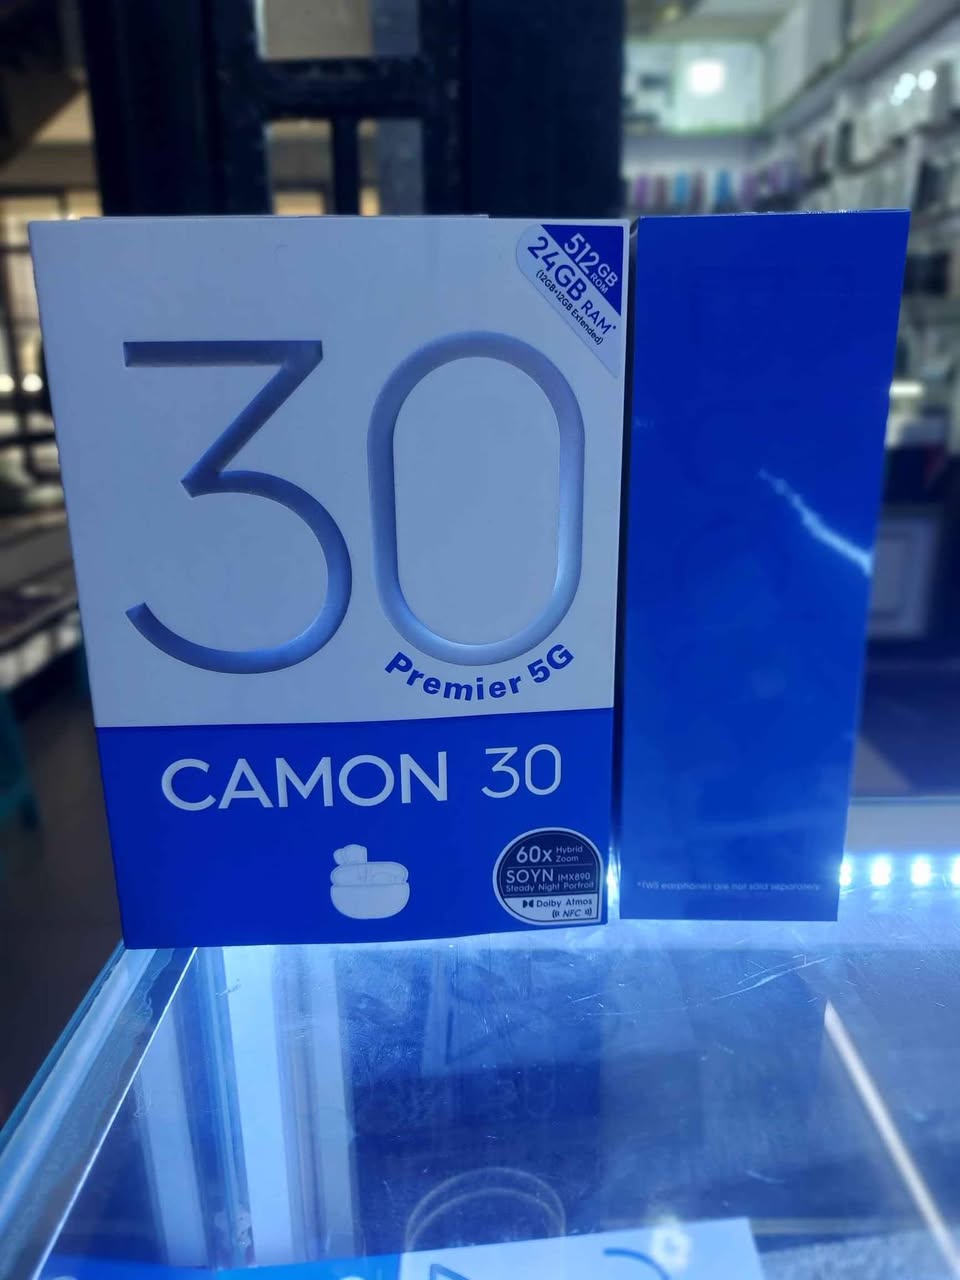 512GB
ROM
24GB RAM*
(12GB+12GB Extended)
30
Premier 5G
CAMON 30
60x Hybrid
Zoom
SOYN IMX890
Steady Night Portrait
Dolby Atmos
NFC
*TWS earphones are not sold separately.